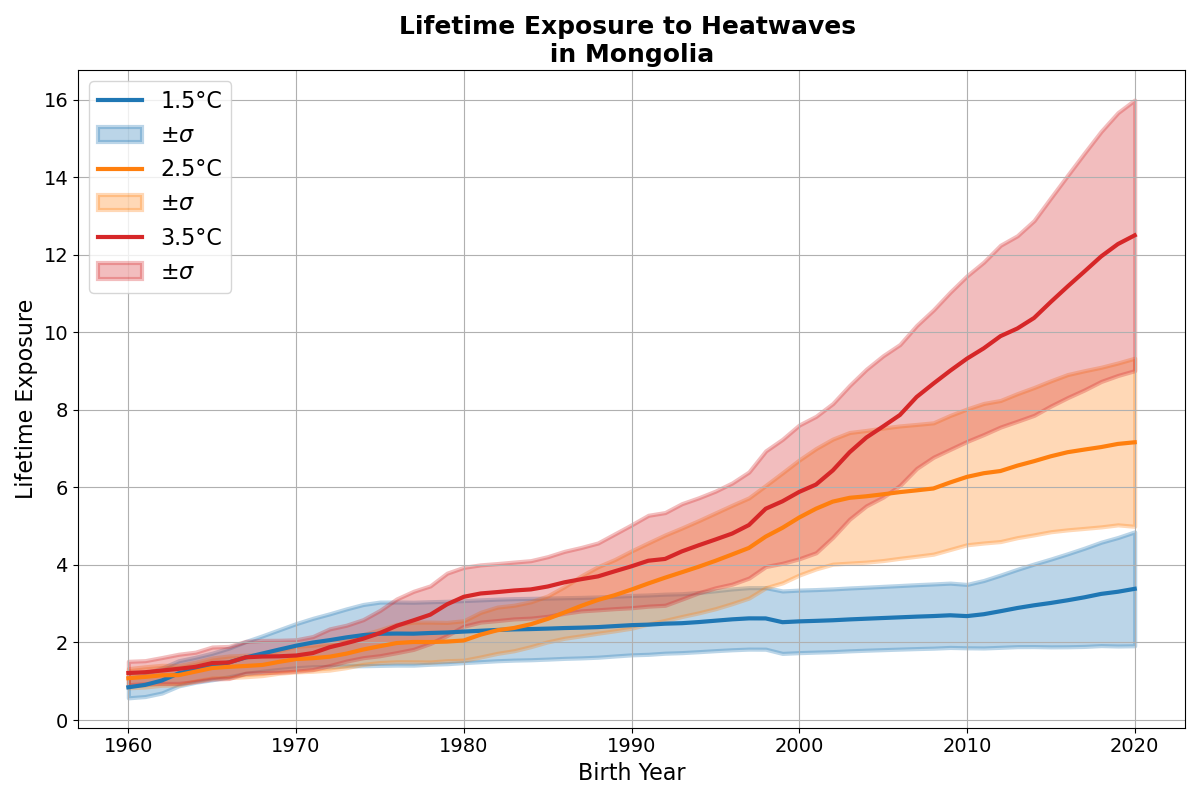 Lifetime Exposure to Heatwaves
in Mongolia
1.5°C
±σ
2.5°C
±σ
3.5°C
±σ
Lifetime Exposure
16
14
12
10
8
6
4
2
0
1960 1970 1980 1990 2000 2010 2020
Birth Year